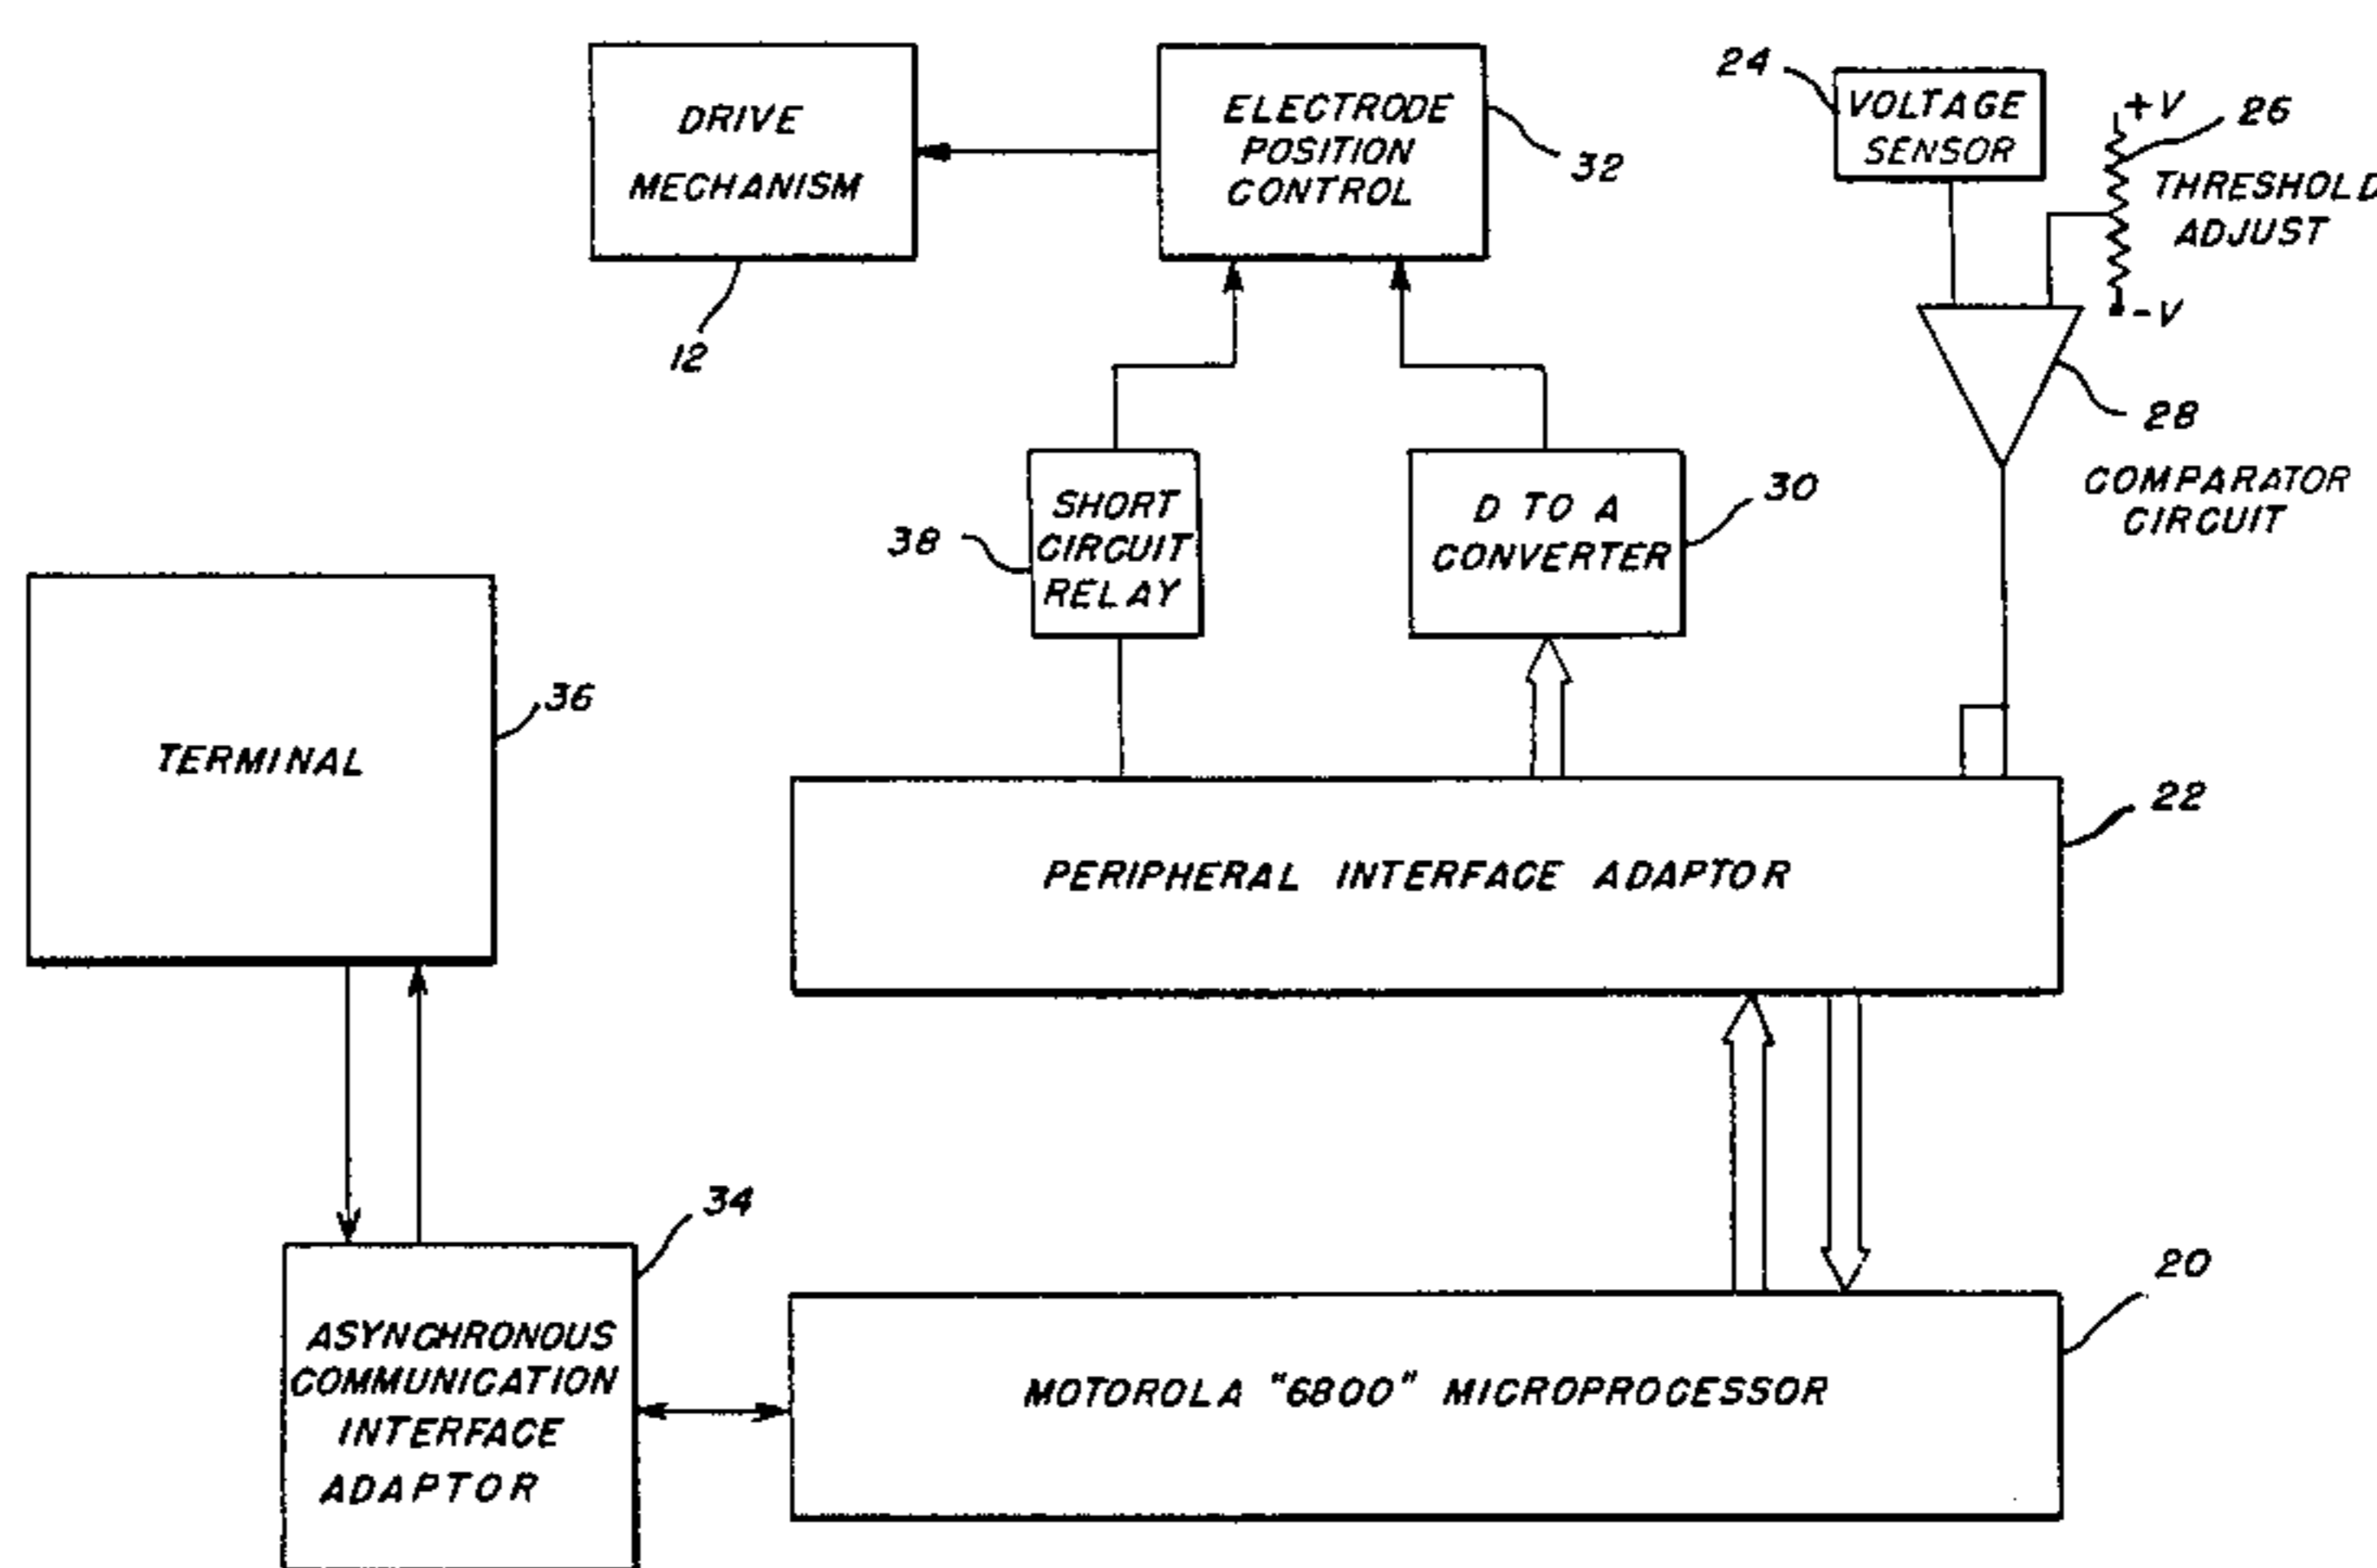 DRIVE
MECHANISM
12
ELECTRODE
POSITION
CONTROL
32
24
VOLTAGE
SENSOR
+V
26
THRESHOLD
ADJUST
-V
28
COMPARATOR
CIRCUIT
38
SHORT
CIRCUIT
RELAY
D TO A
CONVERTER
30
TERMINAL
36
PERIPHERAL INTERFACE ADAPTOR
22
34
ASYNCHRONOUS
COMMUNICATION
INTERFACE
ADAPTOR
MOTOROLA "6800" MICROPROCESSOR
20